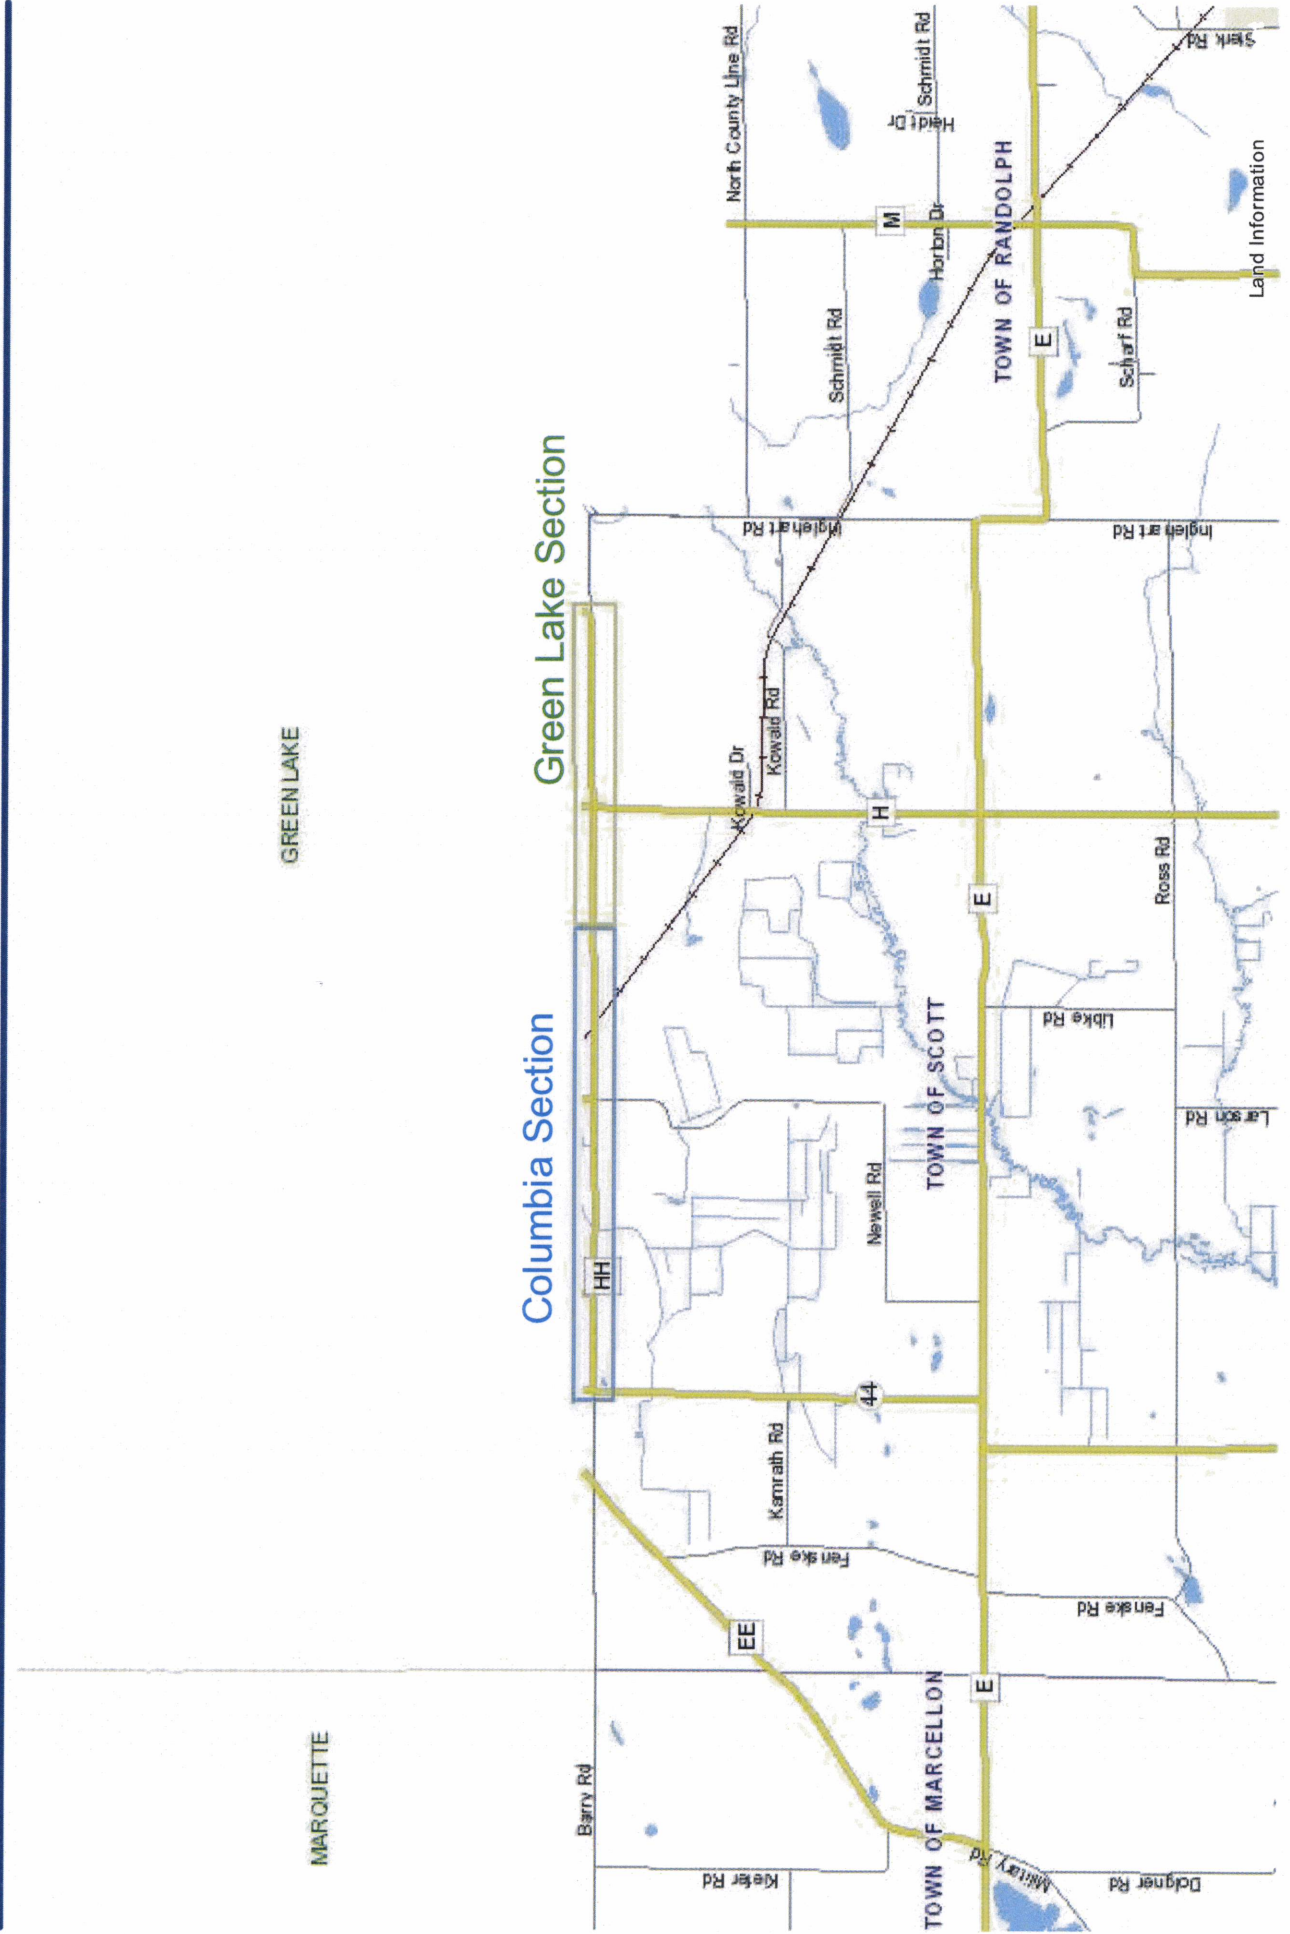 MARQUETTE
GREEN LAKE
Columbia Section
Green Lake Section
Barry Rd
HH
North County Line Rd
Kiefer Rd
EE
Fenske Rd
Kamrath Rd
Kowald Dr
Kowald Rd
Inglehart Rd
Schmidt Rd
44
Newell Rd
H
M
Heidt Dr
Schmidt Rd
Horton Dr
TOWN OF MARCELLON
TOWN OF SCOTT
TOWN OF RANDOLPH
E
E
E
Military Rd
Dolgner Rd
Fenske Rd
Libke Rd
Ross Rd
Larson Rd
Inglehart Rd
Scharf Rd
Sterk Rd
Land Information